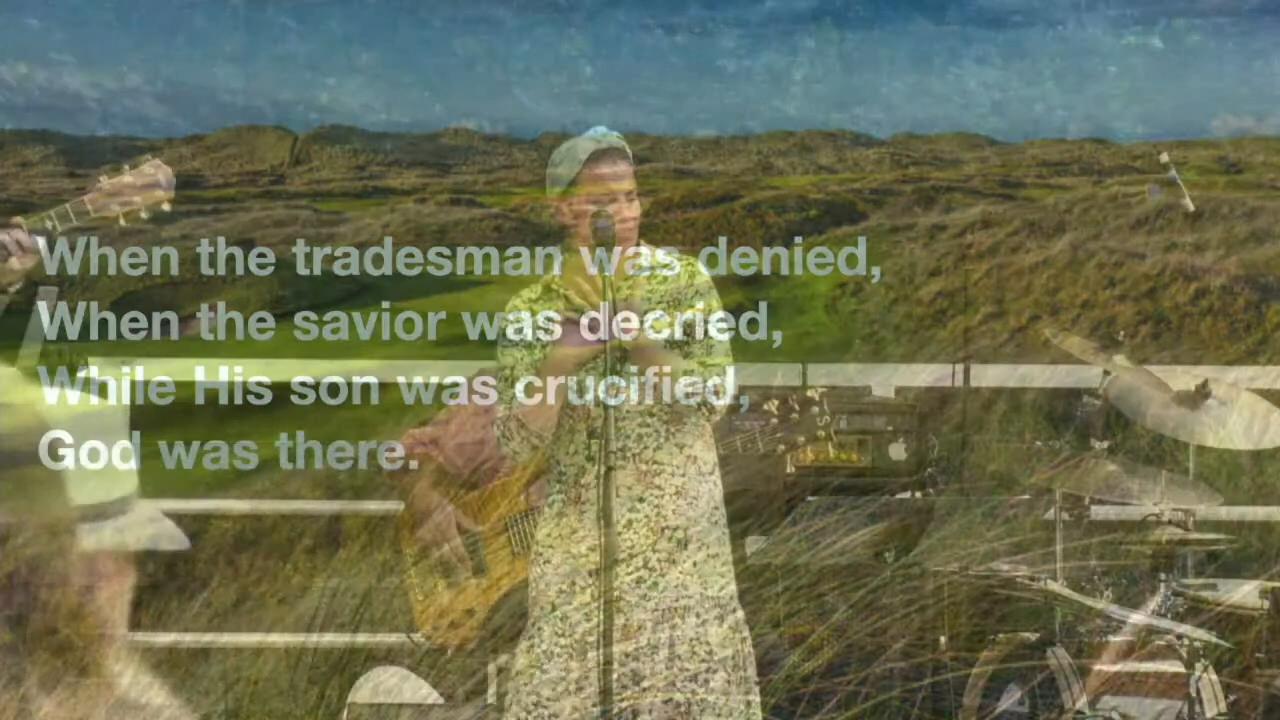 When the tradesman was denied,
When the savior was decried,
While His son was crucified,
God was there.